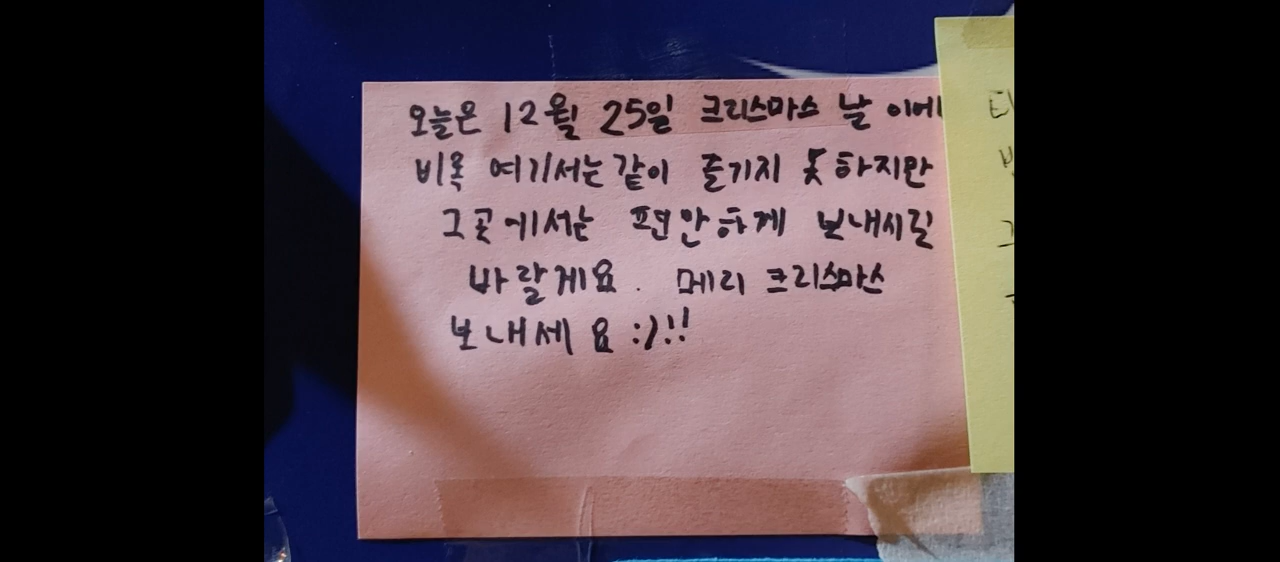 오늘은 12월 25일 크리스마스 날 이에
비록 여기서는 같이 즐기지 못하지만
그곳에서는 편안하게 보내시길
바랄게요. 메리 크리스마스
보내세요 :)!!